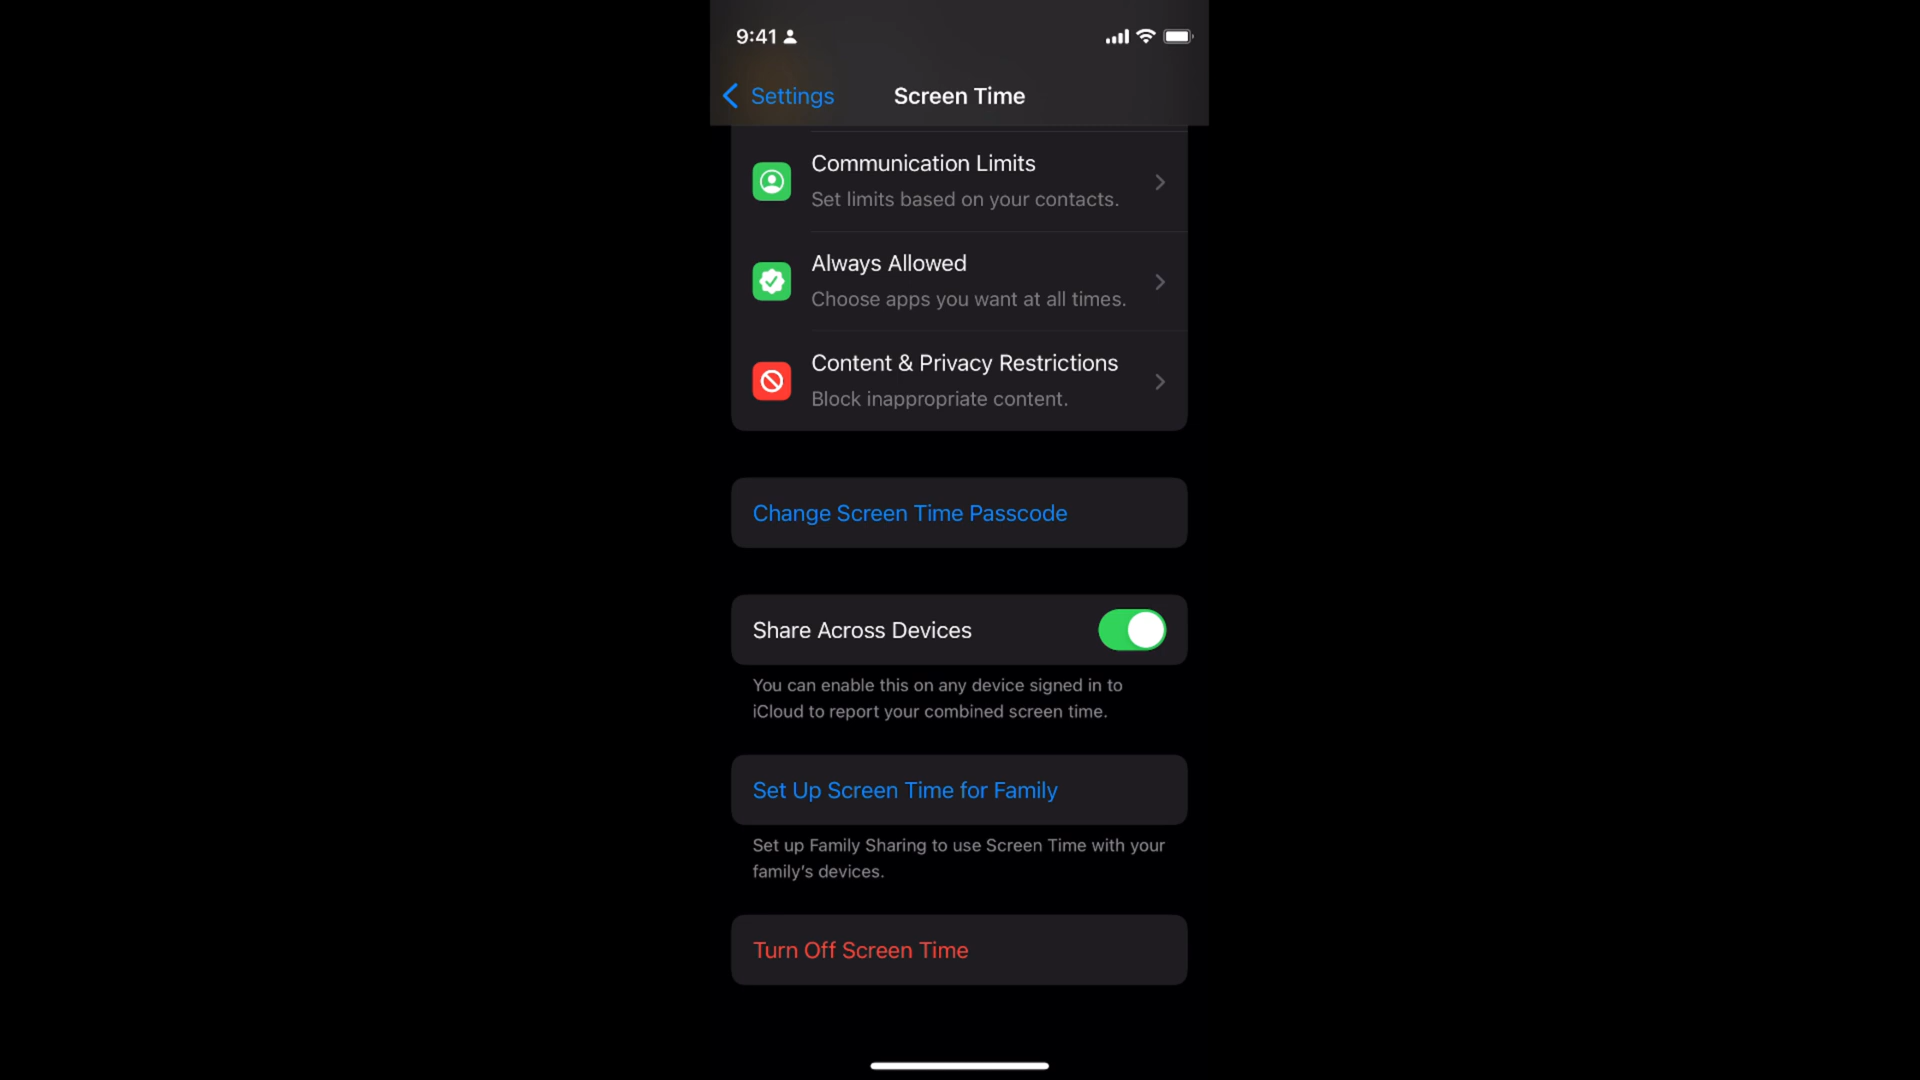 9:41
Settings
Screen Time
Communication Limits
Set limits based on your contacts.
Always Allowed
Choose apps you want at all times.
Content & Privacy Restrictions
Block inappropriate content.
Change Screen Time Passcode
Share Across Devices
You can enable this on any device signed in to
iCloud to report your combined screen time.
Set Up Screen Time for Family
Set up Family Sharing to use Screen Time with your
family’s devices.
Turn Off Screen Time